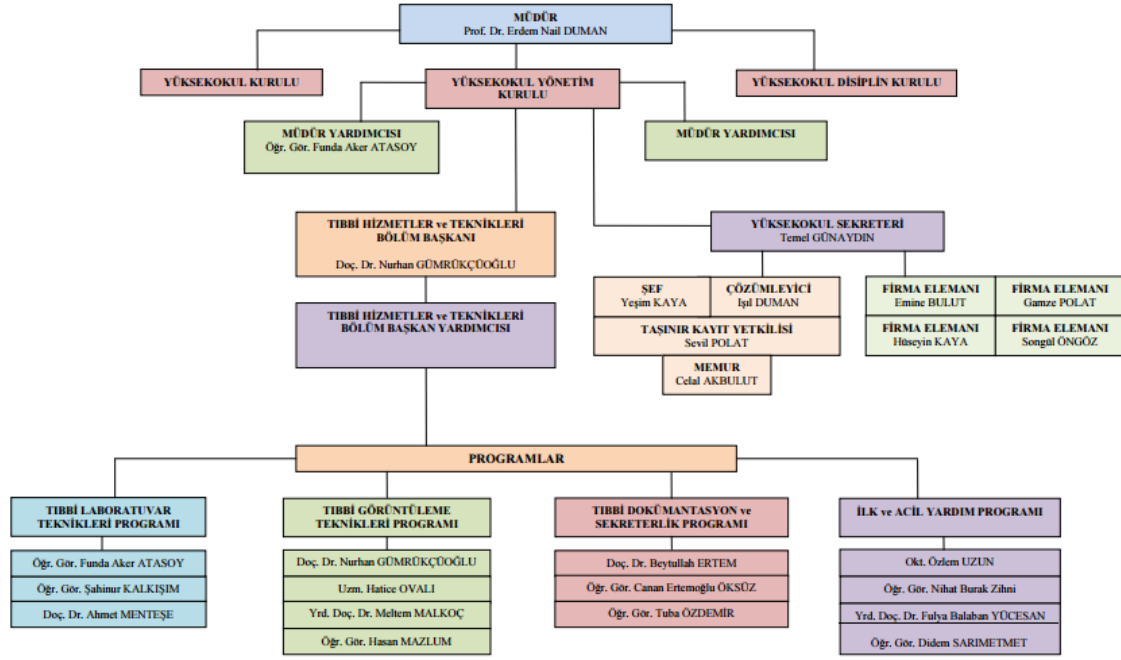 MÜDÜR
Prof. Dr. Erdem Nail DUMAN
YÜKSEKOKUL KURULU
YÜKSEKOKUL YÖNETİM
KURULU
YÜKSEKOKUL DİSİPLİN KURULU
MÜDÜR YARDIMCISI
Öğr. Gör. Funda Aker ATASOY
MÜDÜR YARDIMCISI
TIBBİ HİZMETLER ve TEKNİKLERİ
BÖLÜM BAŞKANI
Doç. Dr. Nurhan GÜMRÜKÇÜOĞLU
YÜKSEKOKUL SEKRETERİ
Temel GÜNAYDIN
ŞEF
Yeşim KAYA
ÇÖZÜMLEYİCİ
Işıl DUMAN
TAŞINIR KAYIT YETKİLİSİ
Sevil POLAT
MEMUR
Celal AKBULUT
FİRMA ELEMANI
Emine BULUT
FİRMA ELEMANI
Gamze POLAT
FİRMA ELEMANI
Hüseyin KAYA
FİRMA ELEMANI
Songül ÖNGÖZ
TIBBİ HİZMETLER ve TEKNİKLERİ
BÖLÜM BAŞKAN YARDIMCISI
PROGRAMLAR
TIBBİ LABORATUVAR
TEKNİKLERİ PROGRAMI
Öğr. Gör. Funda Aker ATASOY
Öğr. Gör. Şahinur KALKIŞIM
Doç. Dr. Ahmet MENTEŞE
TIBBİ GÖRÜNTÜLEME
TEKNİKLERİ PROGRAMI
Doç. Dr. Nurhan GÜMRÜKÇÜOĞLU
Uzm. Hatice OVALI
Yrd. Doç. Dr. Meltem MALKOÇ
Öğr. Gör. Hasan MAZLUM
TIBBİ DOKÜMANTASYON ve
SEKRETERLİK PROGRAMI
Doç. Dr. Beytullah ERTEM
Öğr. Gör. Canan Ertemoğlu ÖKSÜZ
Öğr. Gör. Tuba ÖZDEMİR
İLK ve ACİL YARDIM PROGRAMI
Okt. Özlem UZUN
Öğr. Gör. Nihat Burak Zihni
Yrd. Doç. Dr. Fulya Balaban YÜCESAN
Öğr. Gör. Didem SARIMETMET